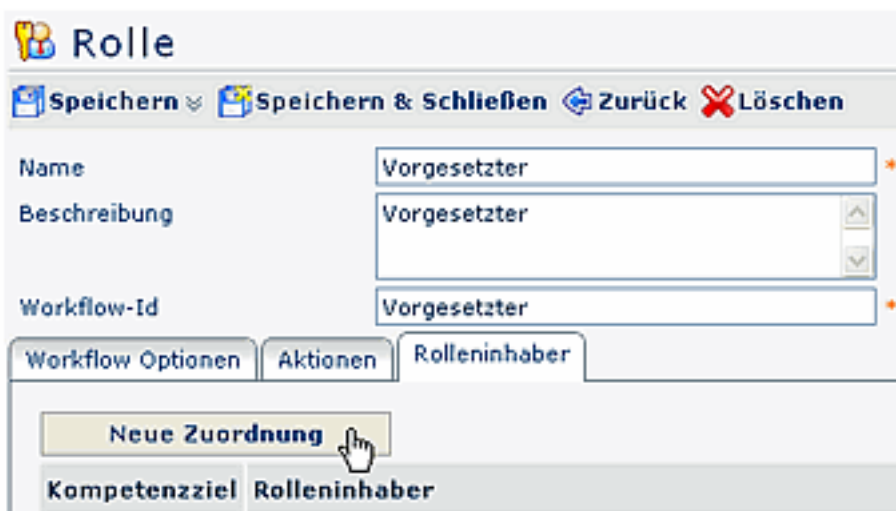 Rolle
Speichern Speichern & Schließen Zurück Löschen
Name Vorgesetzter *
Beschreibung Vorgesetzter
Workflow-Id Vorgesetzter *
Workflow Optionen Aktionen Rolleninhaber
Neue Zuordnung
Kompetenzziel Rolleninhaber